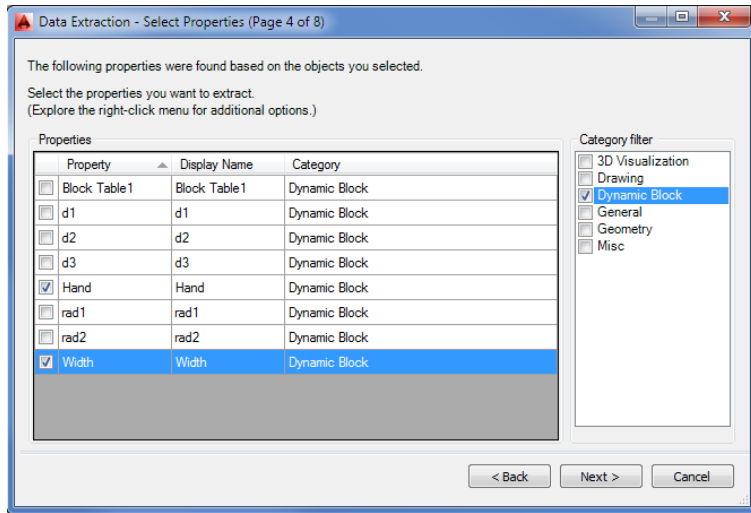 Data Extraction - Select Properties (Page 4 of 8)
The following properties were found based on the objects you selected.
Select the properties you want to extract.
(Explore the right-click menu for additional options.)
Properties
Property Display Name Category
Block Table1 Block Table1 Dynamic Block
d1 d1 Dynamic Block
d2 d2 Dynamic Block
d3 d3 Dynamic Block
Hand Hand Dynamic Block
rad1 rad1 Dynamic Block
rad2 rad2 Dynamic Block
Width Width Dynamic Block
Category filter
3D Visualization
Drawing
Dynamic Block
General
Geometry
Misc
< Back Next > Cancel